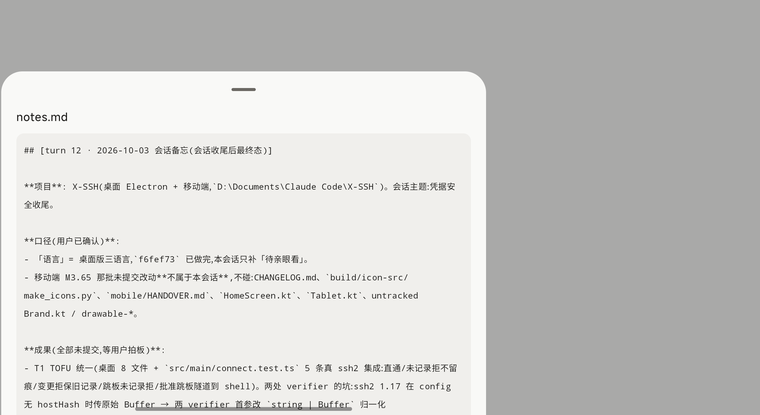 notes.md
## [turn 12 · 2026-10-03 会话备忘(会话收尾后最终态)]
**项目**: X-SSH(桌面 Electron + 移动端,`D:\Documents\Claude Code\X-SSH`)。会话主题:凭据安
全收尾。
**口径(用户已确认)**:
- 「语言」= 桌面版三语言,`f6fef73` 已做完,本会话只补「待亲眼看」。
- 移动端 M3.65 那批未提交改动**不属于本会话**,不碰:CHANGELOG.md、`build/icon-src/
make_icons.py`、`mobile/HANDOVER.md`、`HomeScreen.kt`、`Tablet.kt`、untracked
Brand.kt / drawable-*。
**成果(全部未提交,等用户拍板)**:
- T1 TOFU 统一(桌面 8 文件 + `src/main/connect.test.ts` 5 条真 ssh2 集成:直通/未记录拒不留
痕/变更拒保旧记录/跳板未记录拒/批准跳板隧道到 shell)。两处 verifier 的坑:ssh2 1.17 在 config
无 hostHash 时传原始 Buffer → 两 verifier 首参改 `string | Buffer` 归一化